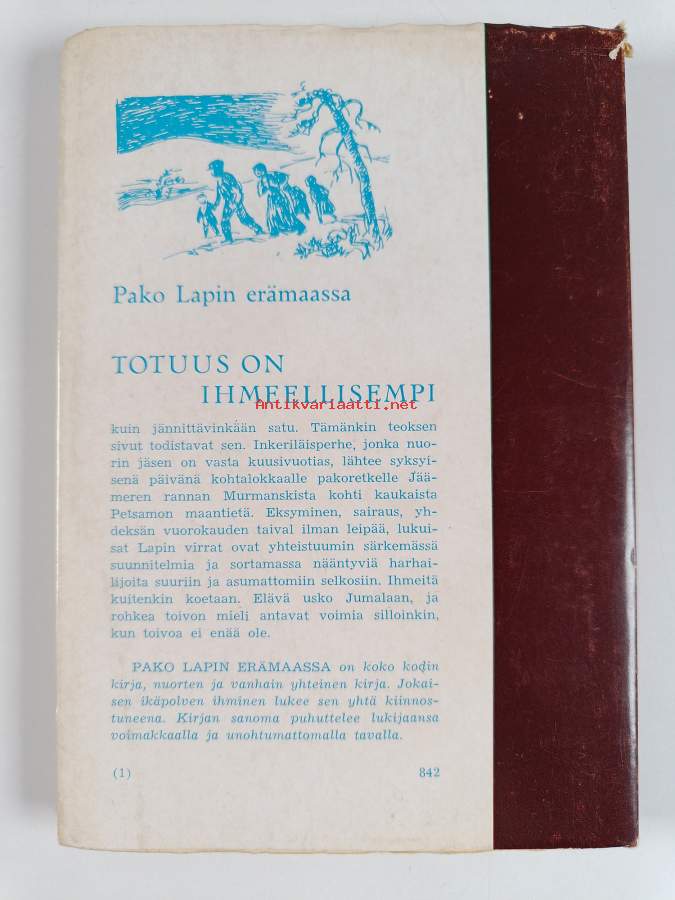 Pako Lapin erämaassa
TOTUUS ON
IHMEELLISEMPI
Antikvariaatti.net
kuin jännittävinkään satu. Tämänkin teoksen
sivut todistavat sen. Inkeriläisperhe, jonka nuo-
rin jäsen on vasta kuusivuotias, lähtee syksyi-
senä päivänä kohtalokkaalle pakoretkelle Jää-
meren rannan Murmanskista kohti kaukaista
Petsamon maantietä. Eksyminen, sairaus, yh-
deksän vuorokauden taival ilman leipää, lukui-
sat Lapin virrat ovat yhteistuumin särkemässä
suunnitelmia ja sortamassa nääntyviä harhai-
lijoita suuriin ja asumattomiin selkosiin. Ihmeitä
kuitenkin koetaan. Elävä usko Jumalaan, ja
rohkea toivon mieli antavat voimia silloinkin,
kun toivoa ei enää ole.
PAKO LAPIN ERÄMAASSA on koko kodin
kirja, nuorten ja vanhain yhteinen kirja. Jokai-
sen ikäpolven ihminen lukee sen yhtä kiinnos-
tuneena. Kirjan sanoma puhuttelee lukijaansa
voimakkaalla ja unohtumattomalla tavalla.
(1) 842